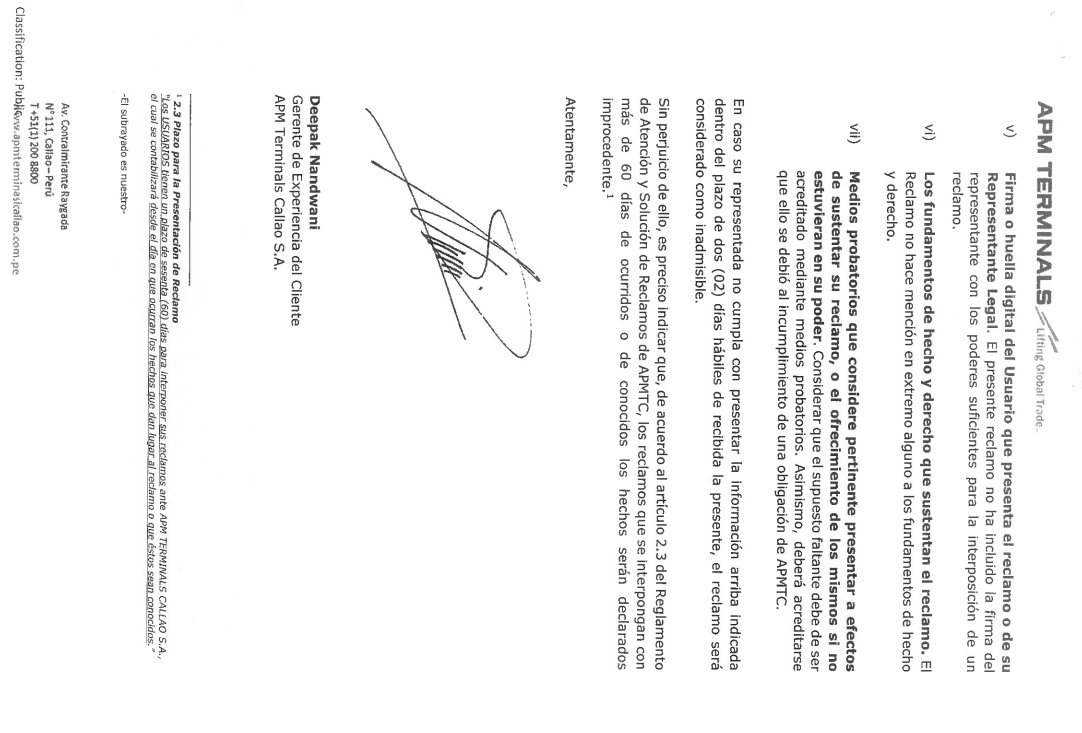 APM TERMINALS
Lifting Global Trade.
v) Firma o huella digital del Usuario que presenta el reclamo o de su
Representante Legal. El presente reclamo no ha incluido la firma del
representante con los poderes suficientes para la interposición de un
reclamo.
vi) Los fundamentos de hecho y derecho que sustentan el reclamo. El
Reclamo no hace mención en extremo alguno a los fundamentos de hecho
y derecho.
vii) Medios probatorios que considere pertinente presentar a efectos
de sustentar su reclamo, o el ofrecimiento de los mismos si no
estuvieran en su poder. Considerar que el supuesto faltante debe de ser
acreditado mediante medios probatorios. Asimismo, deberá acreditarse
que ello se debió al incumplimiento de una obligación de APMTC.
En caso su representada no cumpla con presentar la información arriba indicada
dentro del plazo de dos (02) días hábiles de recibida la presente, el reclamo será
considerado como inadmisible.
Sin perjuicio de ello, es preciso indicar que, de acuerdo al artículo 2.3 del Reglamento
de Atención y Solución de Reclamos de APMTC, los reclamos que se interpongan con
más de 60 días de ocurridos o de conocidos los hechos serán declarados
improcedente.¹
Atentamente,
Deepak Nandwani
Gerente de Experiencia del Cliente
APM Terminals Callao S.A.
¹ 2.3 Plazo para la Presentación de Reclamo
"Los USUARIOS tienen un plazo de sesenta (60) días para interponer sus reclamos ante APM TERMINALS CALLAO S.A.,
el cual se contabilizará desde el día en que ocurran los hechos que dan lugar al reclamo o que éstos sean conocidos."
-El subrayado es nuestro-
Av. Contralmirante Raygada
N° 111, Callao – Perú
T +51(1) 200 8800
www.apmterminalscallao.com.pe
Classification: Public